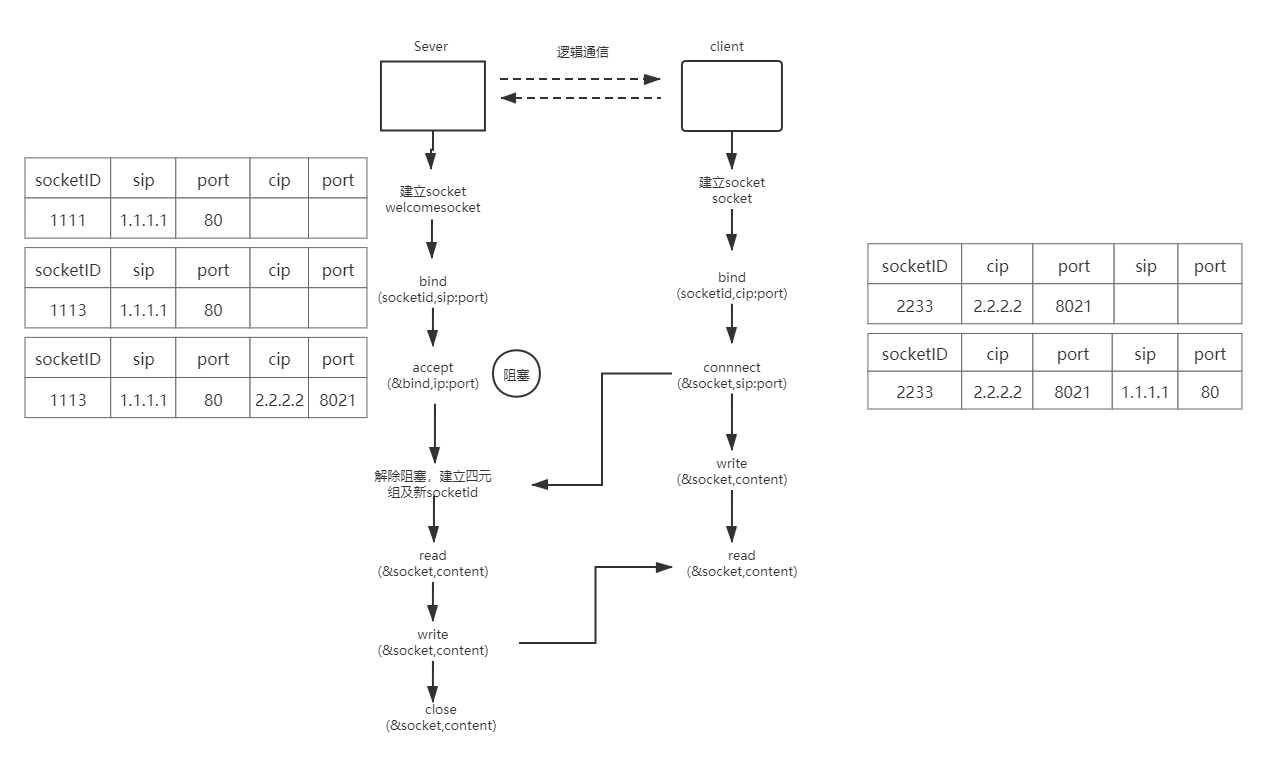 Sever
逻辑通信
client
socketID sip port cip port
1111 1.1.1.1 80
socketID sip port cip port
1113 1.1.1.1 80
socketID sip port cip port
1113 1.1.1.1 80 2.2.2.2 8021
建立socket
welcomesocket
bind
(socketid,sip:port)
accept
(&bind,ip:port)
阻塞
解除阻塞，建立四元
组及新socketid
read
(&socket,content)
write
(&socket,content)
close
(&socket,content)
建立socket
socket
bind
(socketid,cip:port)
connnect
(&socket,sip:port)
write
(&socket,content)
read
(&socket,content)
socketID cip port sip port
2233 2.2.2.2 8021
socketID cip port sip port
2233 2.2.2.2 8021 1.1.1.1 80